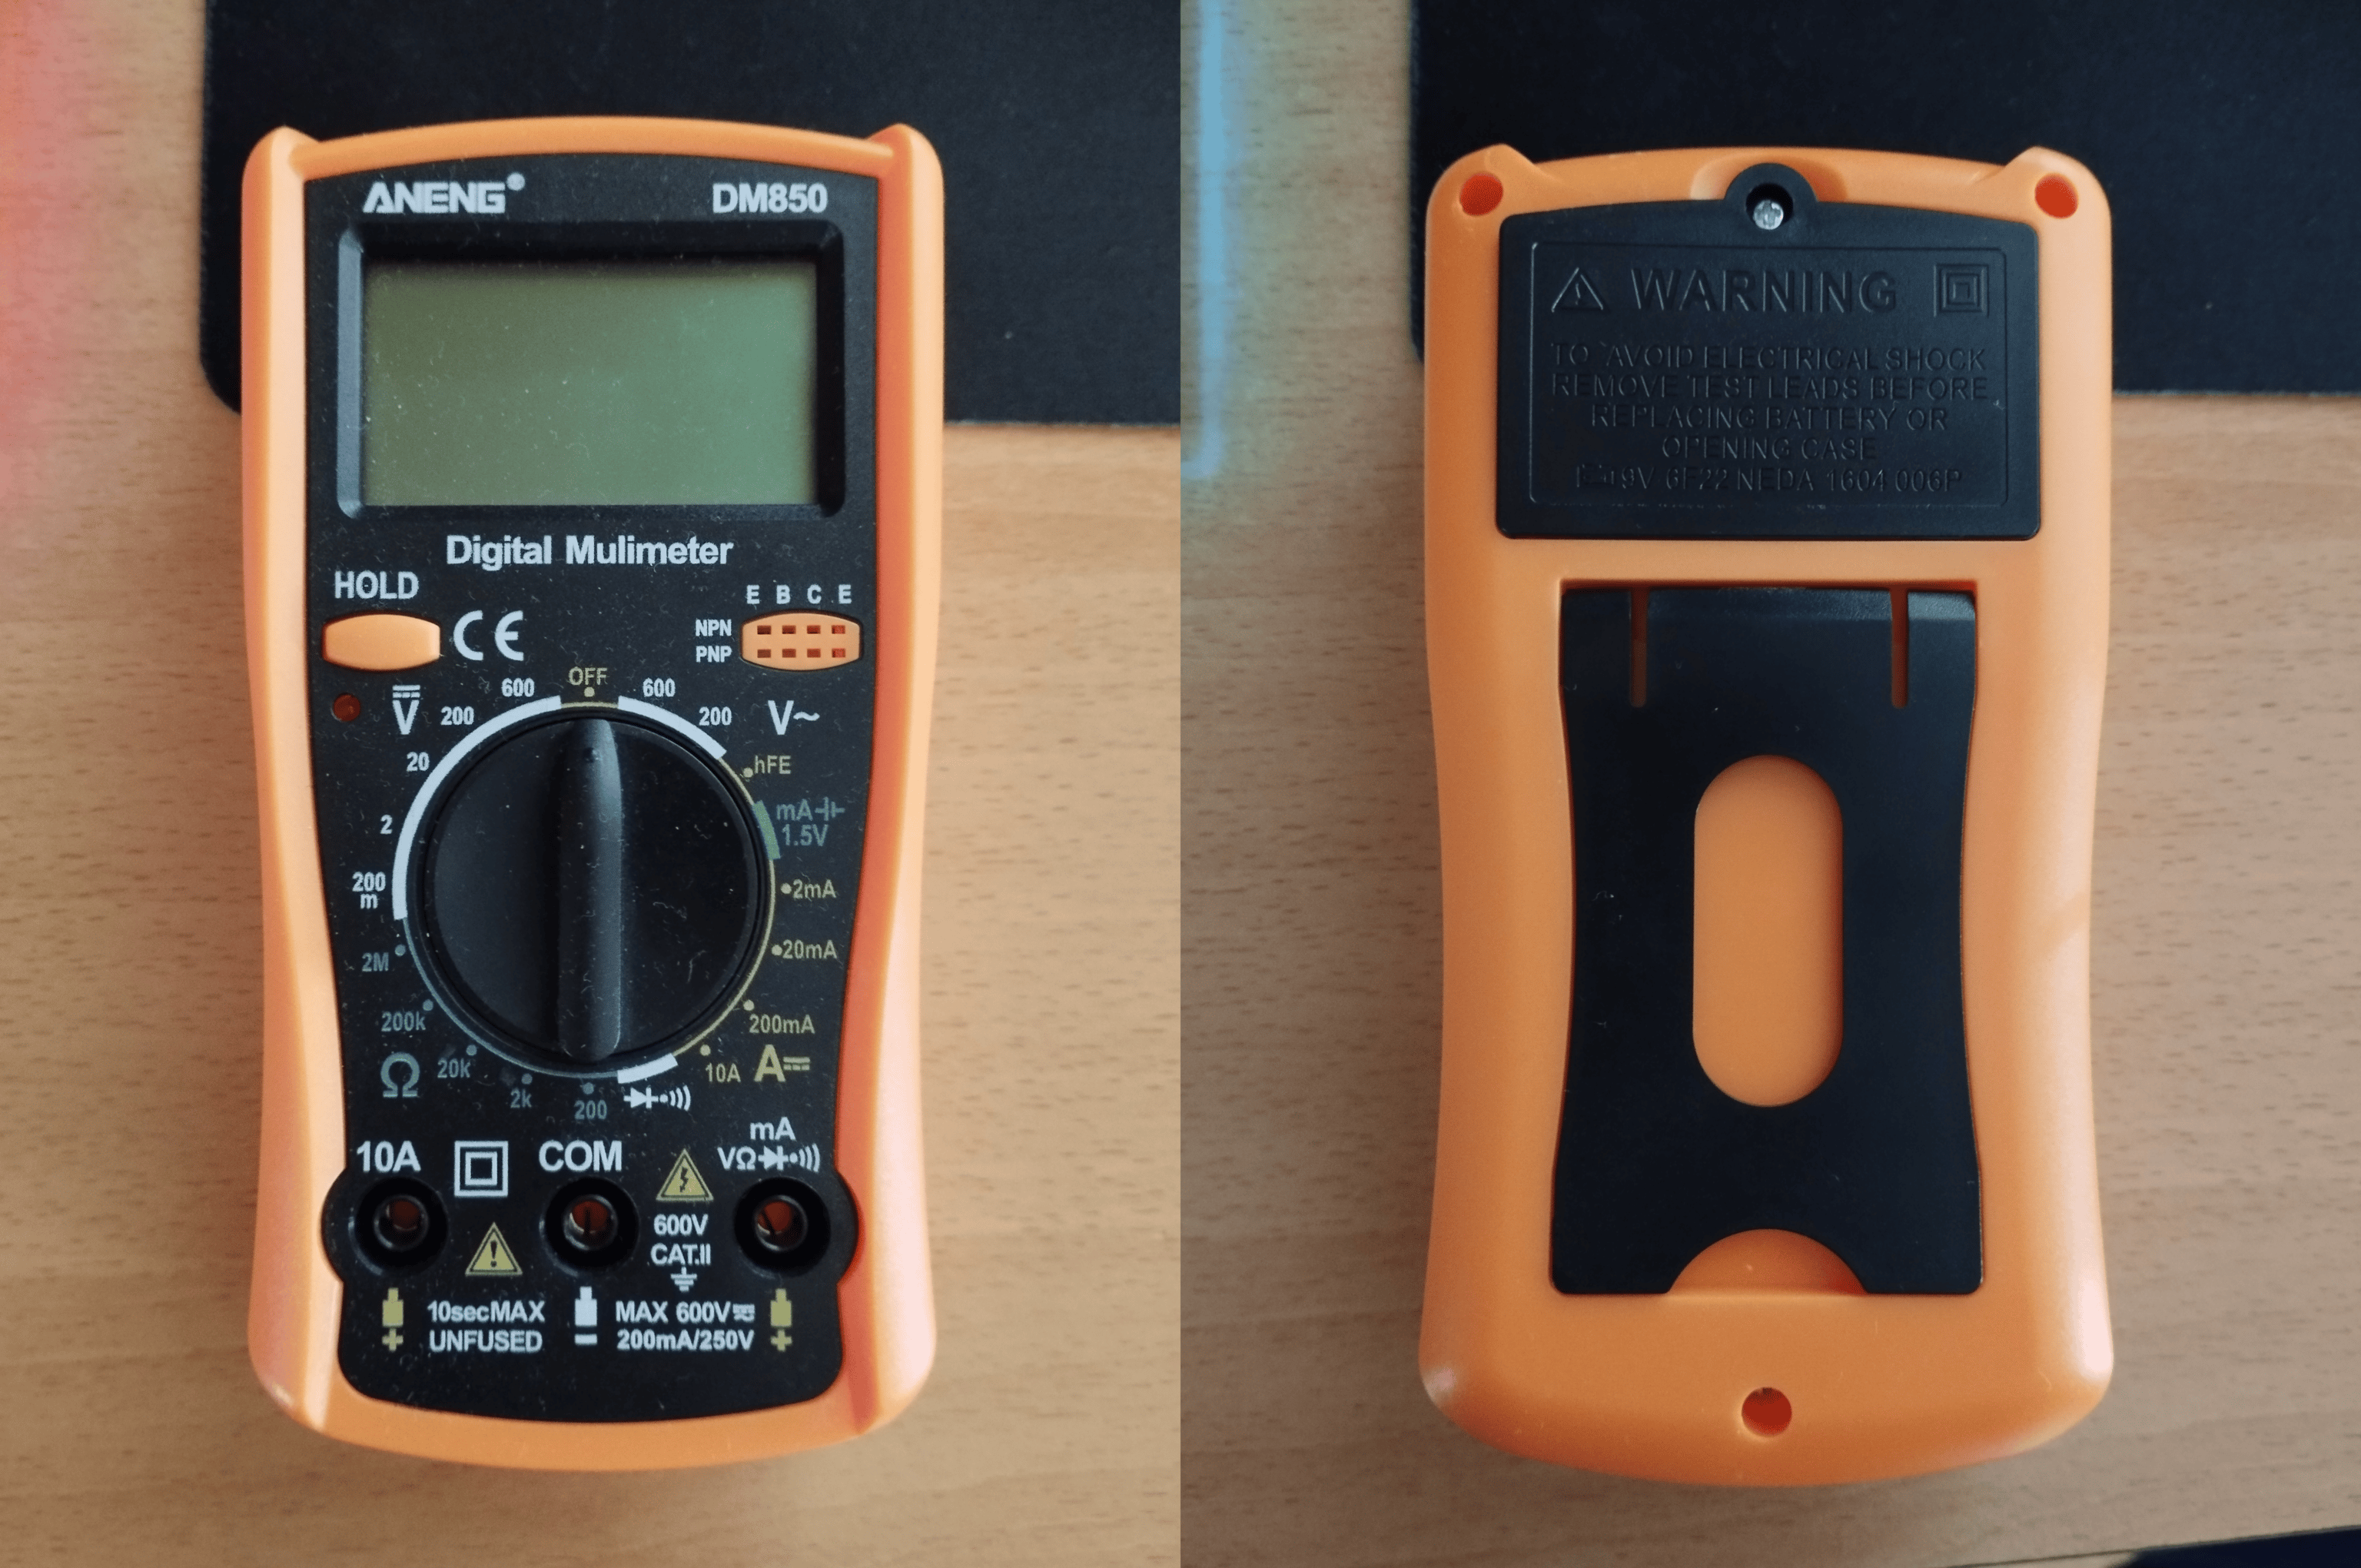 ANENG DM850
Digital Mulimeter
HOLD
CE
E B C E
NPN
PNP
OFF
600
600
V
200
200
V~
20
hFE
2
mA
1.5V
200
m
2mA
2M
20mA
200k
200mA
Ω
20k
2k
200
10A
A
10A
COM
mA
VΩ
600V
CAT.II
10secMAX
UNFUSED
MAX 600V
200mA/250V
+
−
+
WARNING
TO AVOID ELECTRICAL SHOCK
REMOVE TEST LEADS BEFORE
REPLACING BATTERY OR
OPENING CASE
9V 6F22 NEDA 1604 006P